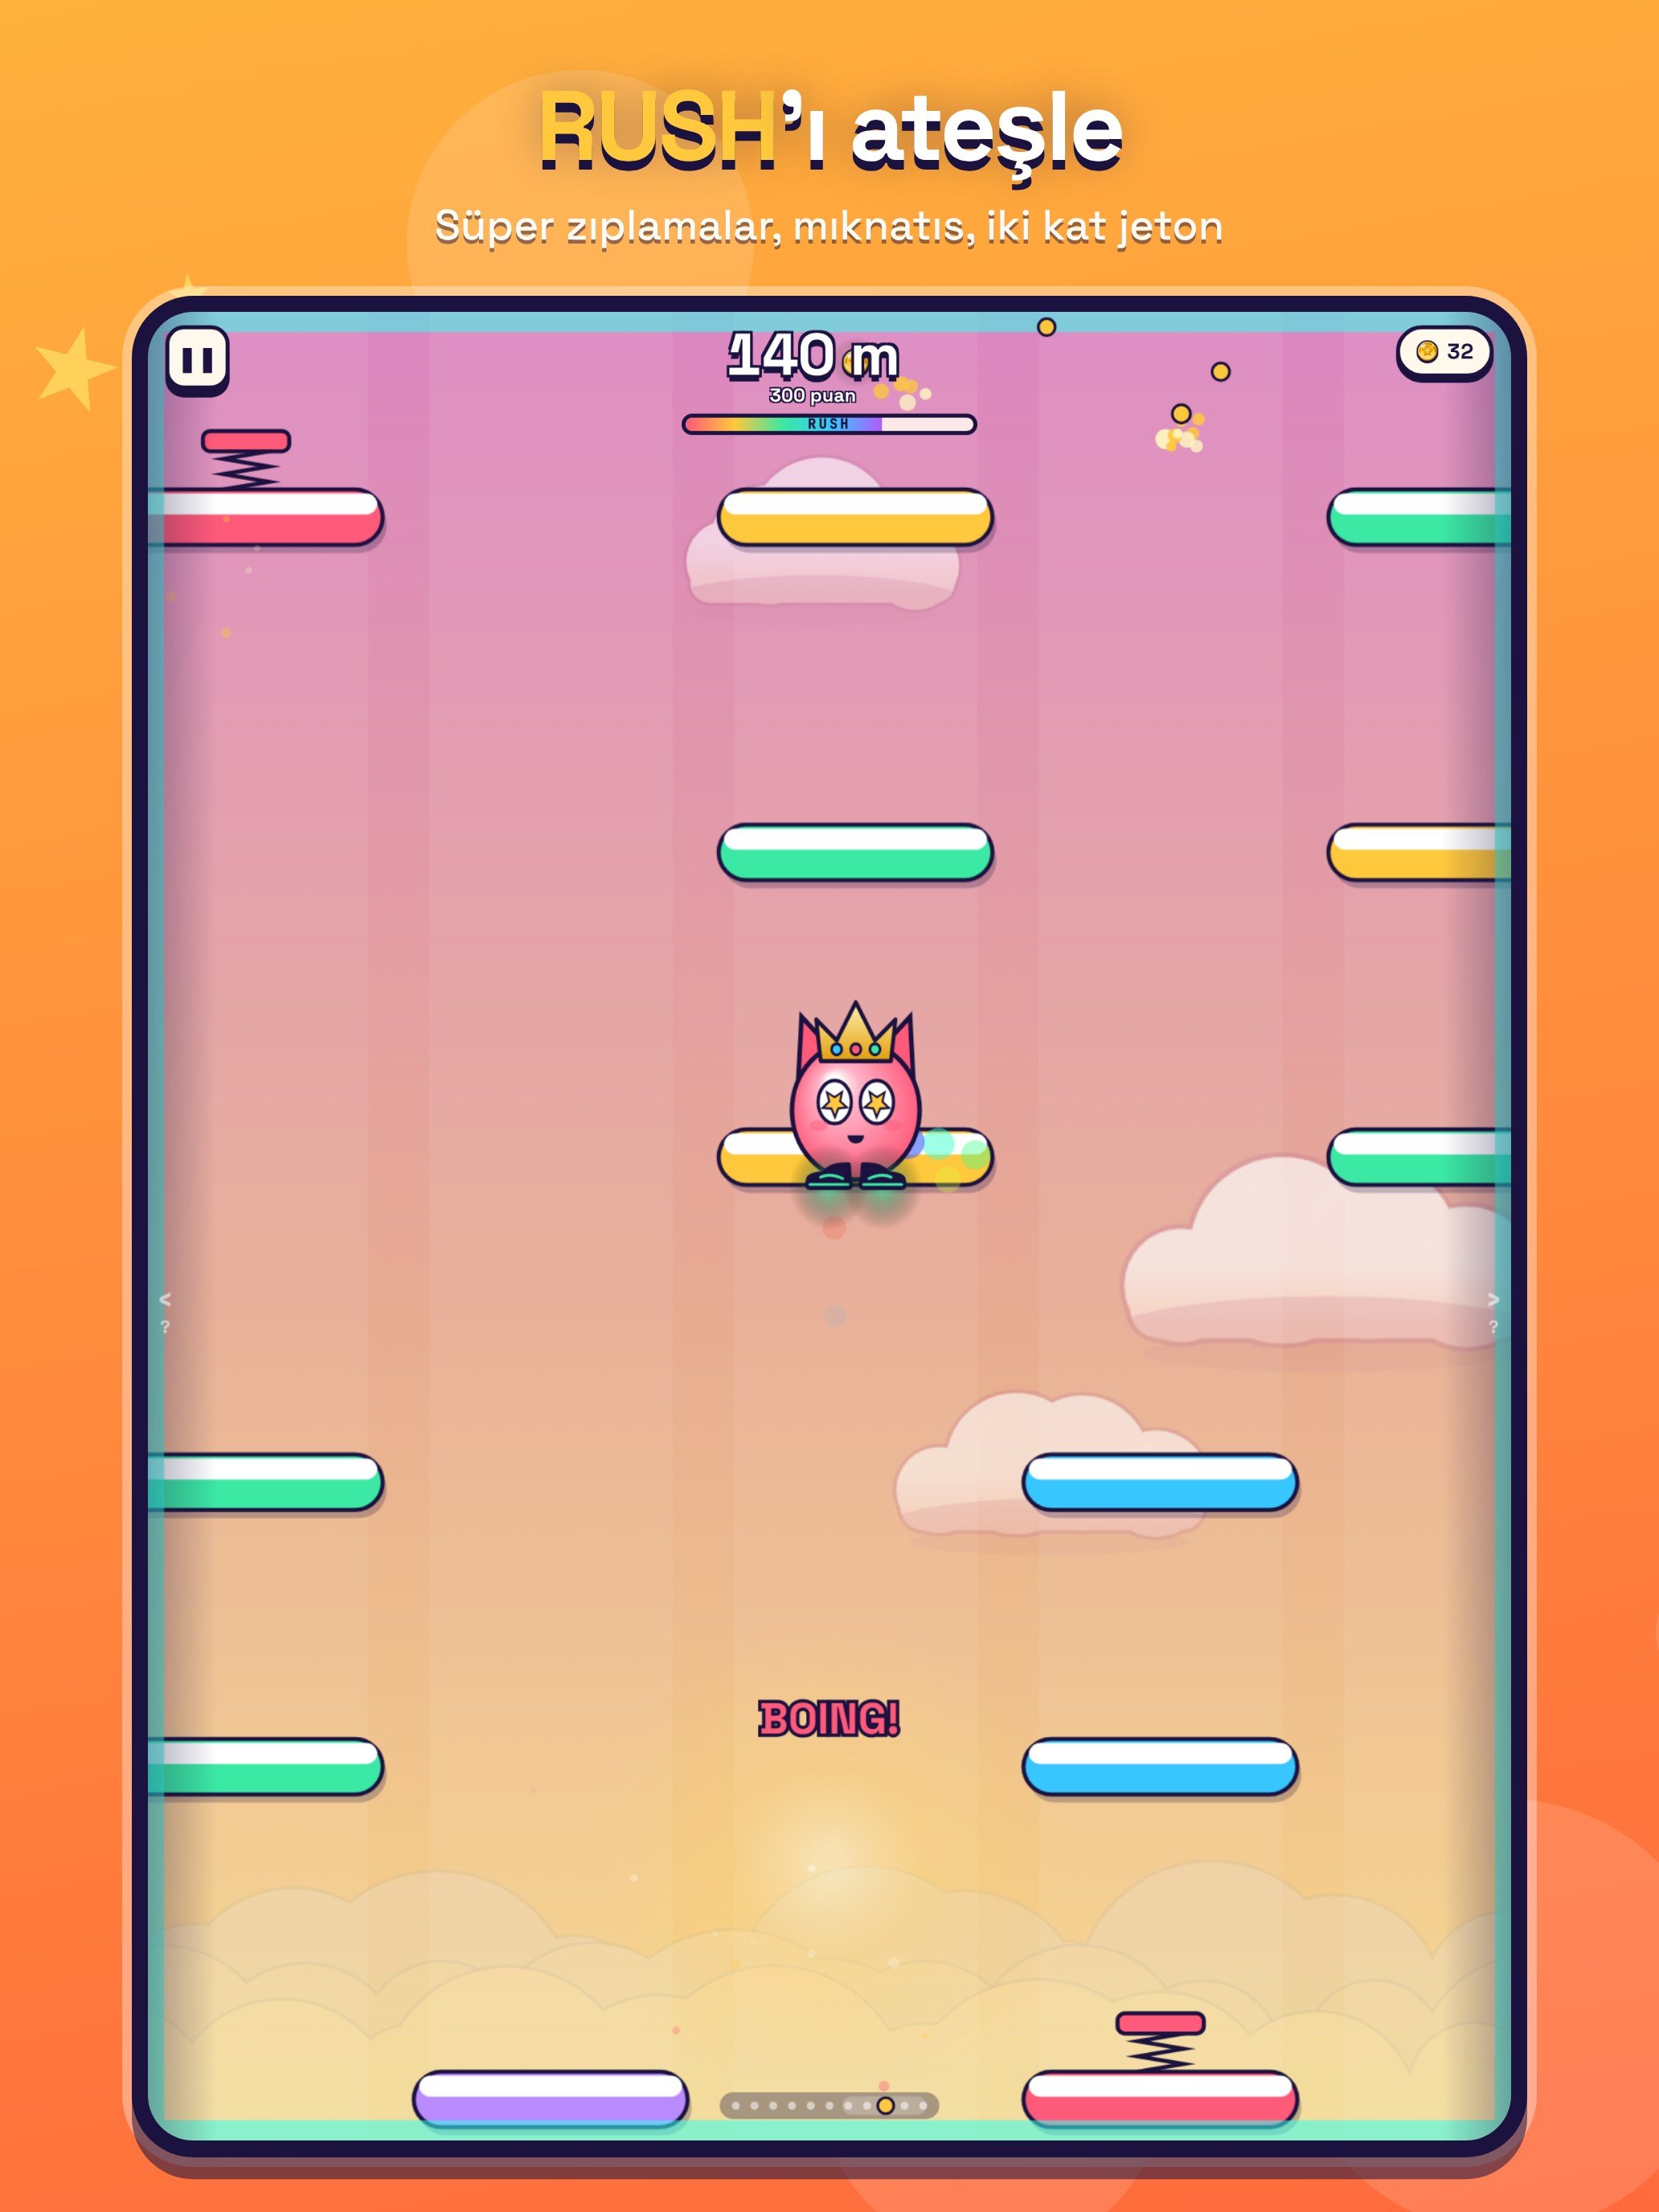 RUSH’ı ateşle
Süper zıplamalar, mıknatıs, iki kat jeton
140 m
32
300 puan
RUSH
< >
? ?
BOING!